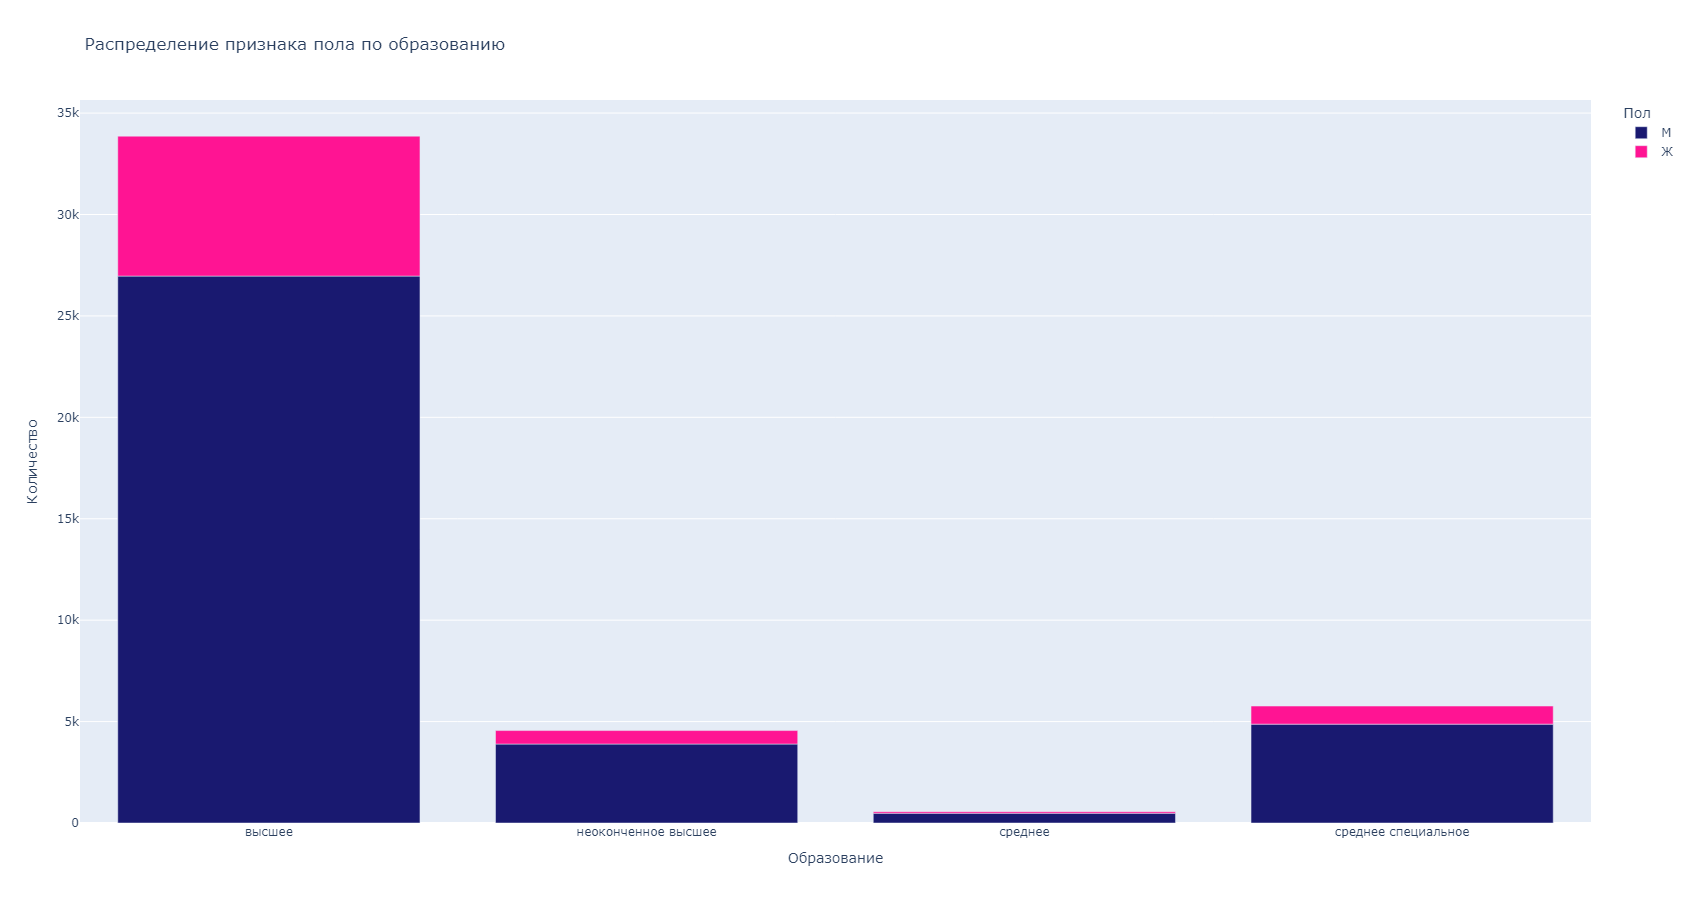 Распределение признака пола по образованию
35k
30k
25k
20k
15k
10k
5k
0
Количество
высшее
неоконченное высшее
среднее
среднее специальное
Образование
Пол
М
Ж